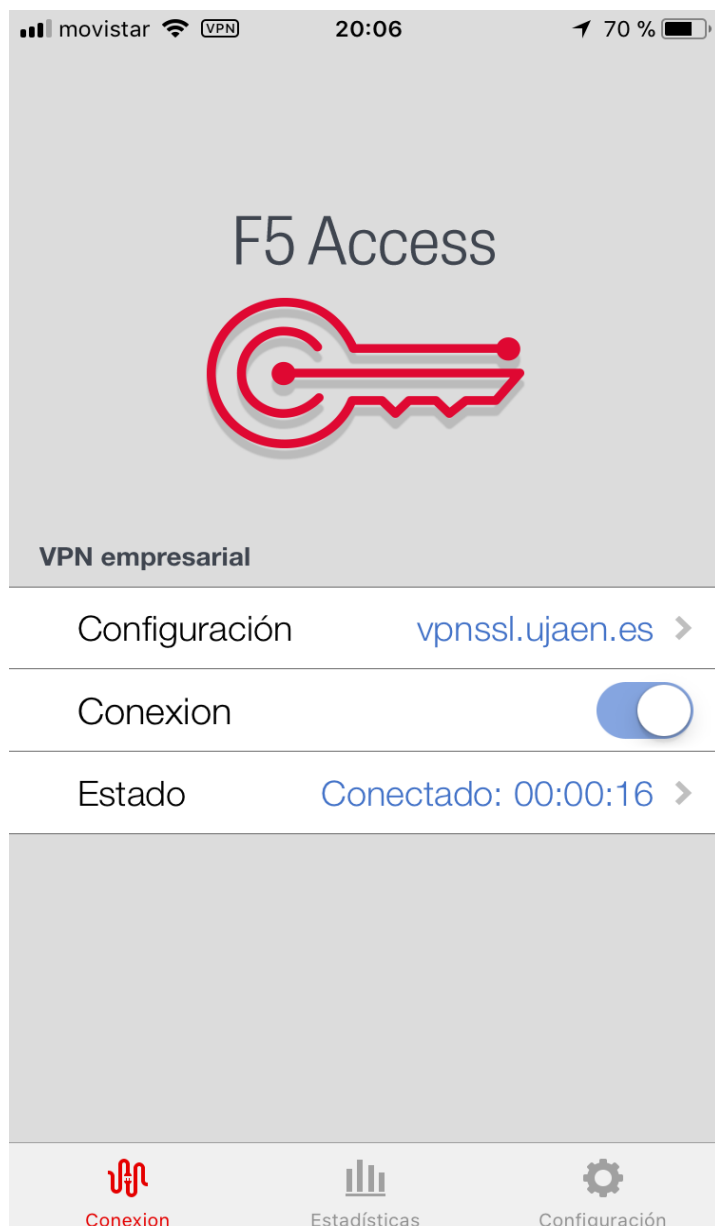 movistar VPN 20:06 70 %
F5 Access
VPN empresarial
Configuración vpnssl.ujaen.es
Conexion
Estado Conectado: 00:00:16
Conexion Estadísticas Configuración